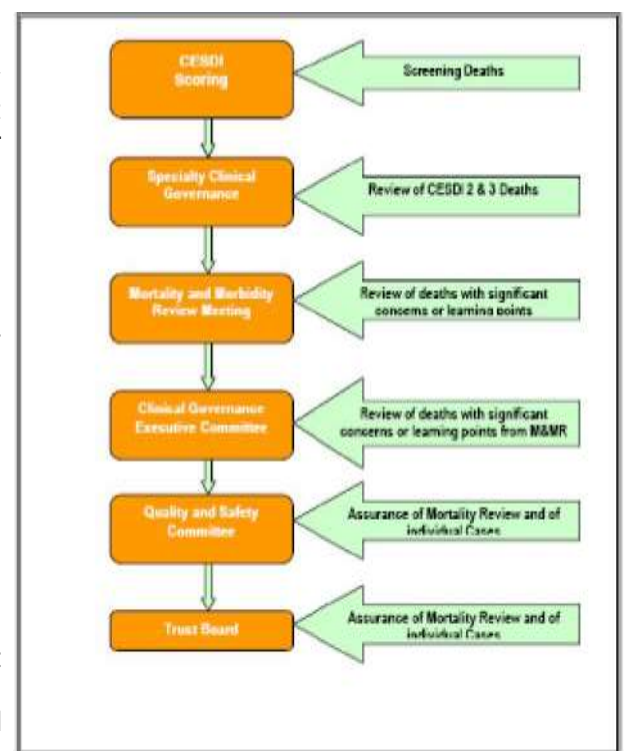 CESDI
Scoring
Screening Deaths
Specialty Clinical
Governance
Review of CESDI 2 & 3 Deaths
Mortality and Morbidity
Review Meeting
Review of deaths with significant
concerns or learning points
Clinical Governance
Executive Committee
Review of deaths with significant
concerns or learning points from M&MR
Quality and Safety
Committee
Assurance of Mortality Review and of
individual Cases
Trust Board
Assurance of Mortality Review and of
individual Cases